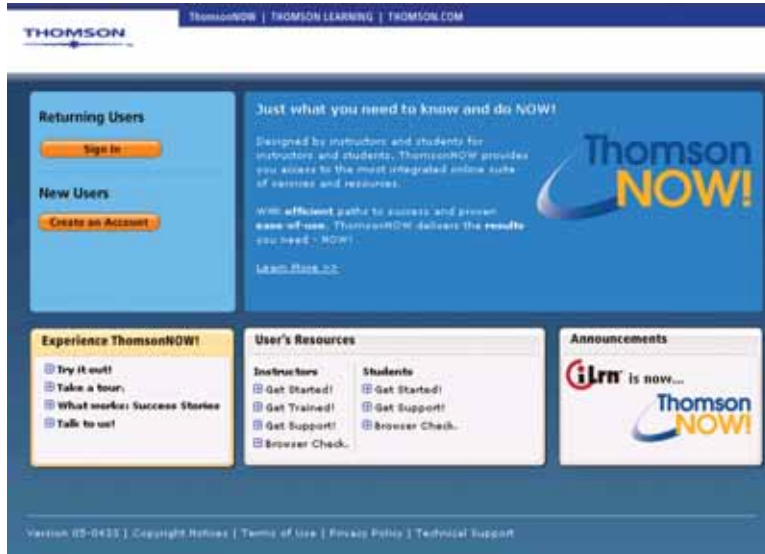 ThomsonNOW | THOMSON LEARNING | THOMSON.COM
THOMSON
Returning Users
Sign In
New Users
Create an Account
Just what you need to know and do NOW!
Designed by instructors and students for
instructors and students, ThomsonNOW provides
you access to the most integrated online suite
of services and resources.
With efficient paths to success and proven
ease-of-use, ThomsonNOW delivers the results
you need - NOW!
Learn More >>
Thomson
NOW!
Experience ThomsonNOW!
Try it out!
Take a tour.
What works: Success Stories
Talk to us!
User's Resources
Instructors
Get Started!
Get Trained!
Get Support!
Browser Check.
Students
Get Started!
Get Support!
Browser Check.
Announcements
iLrn is now...
Thomson
NOW!
Version 05-0433 | Copyright Notices | Terms of Use | Privacy Policy | Technical Support